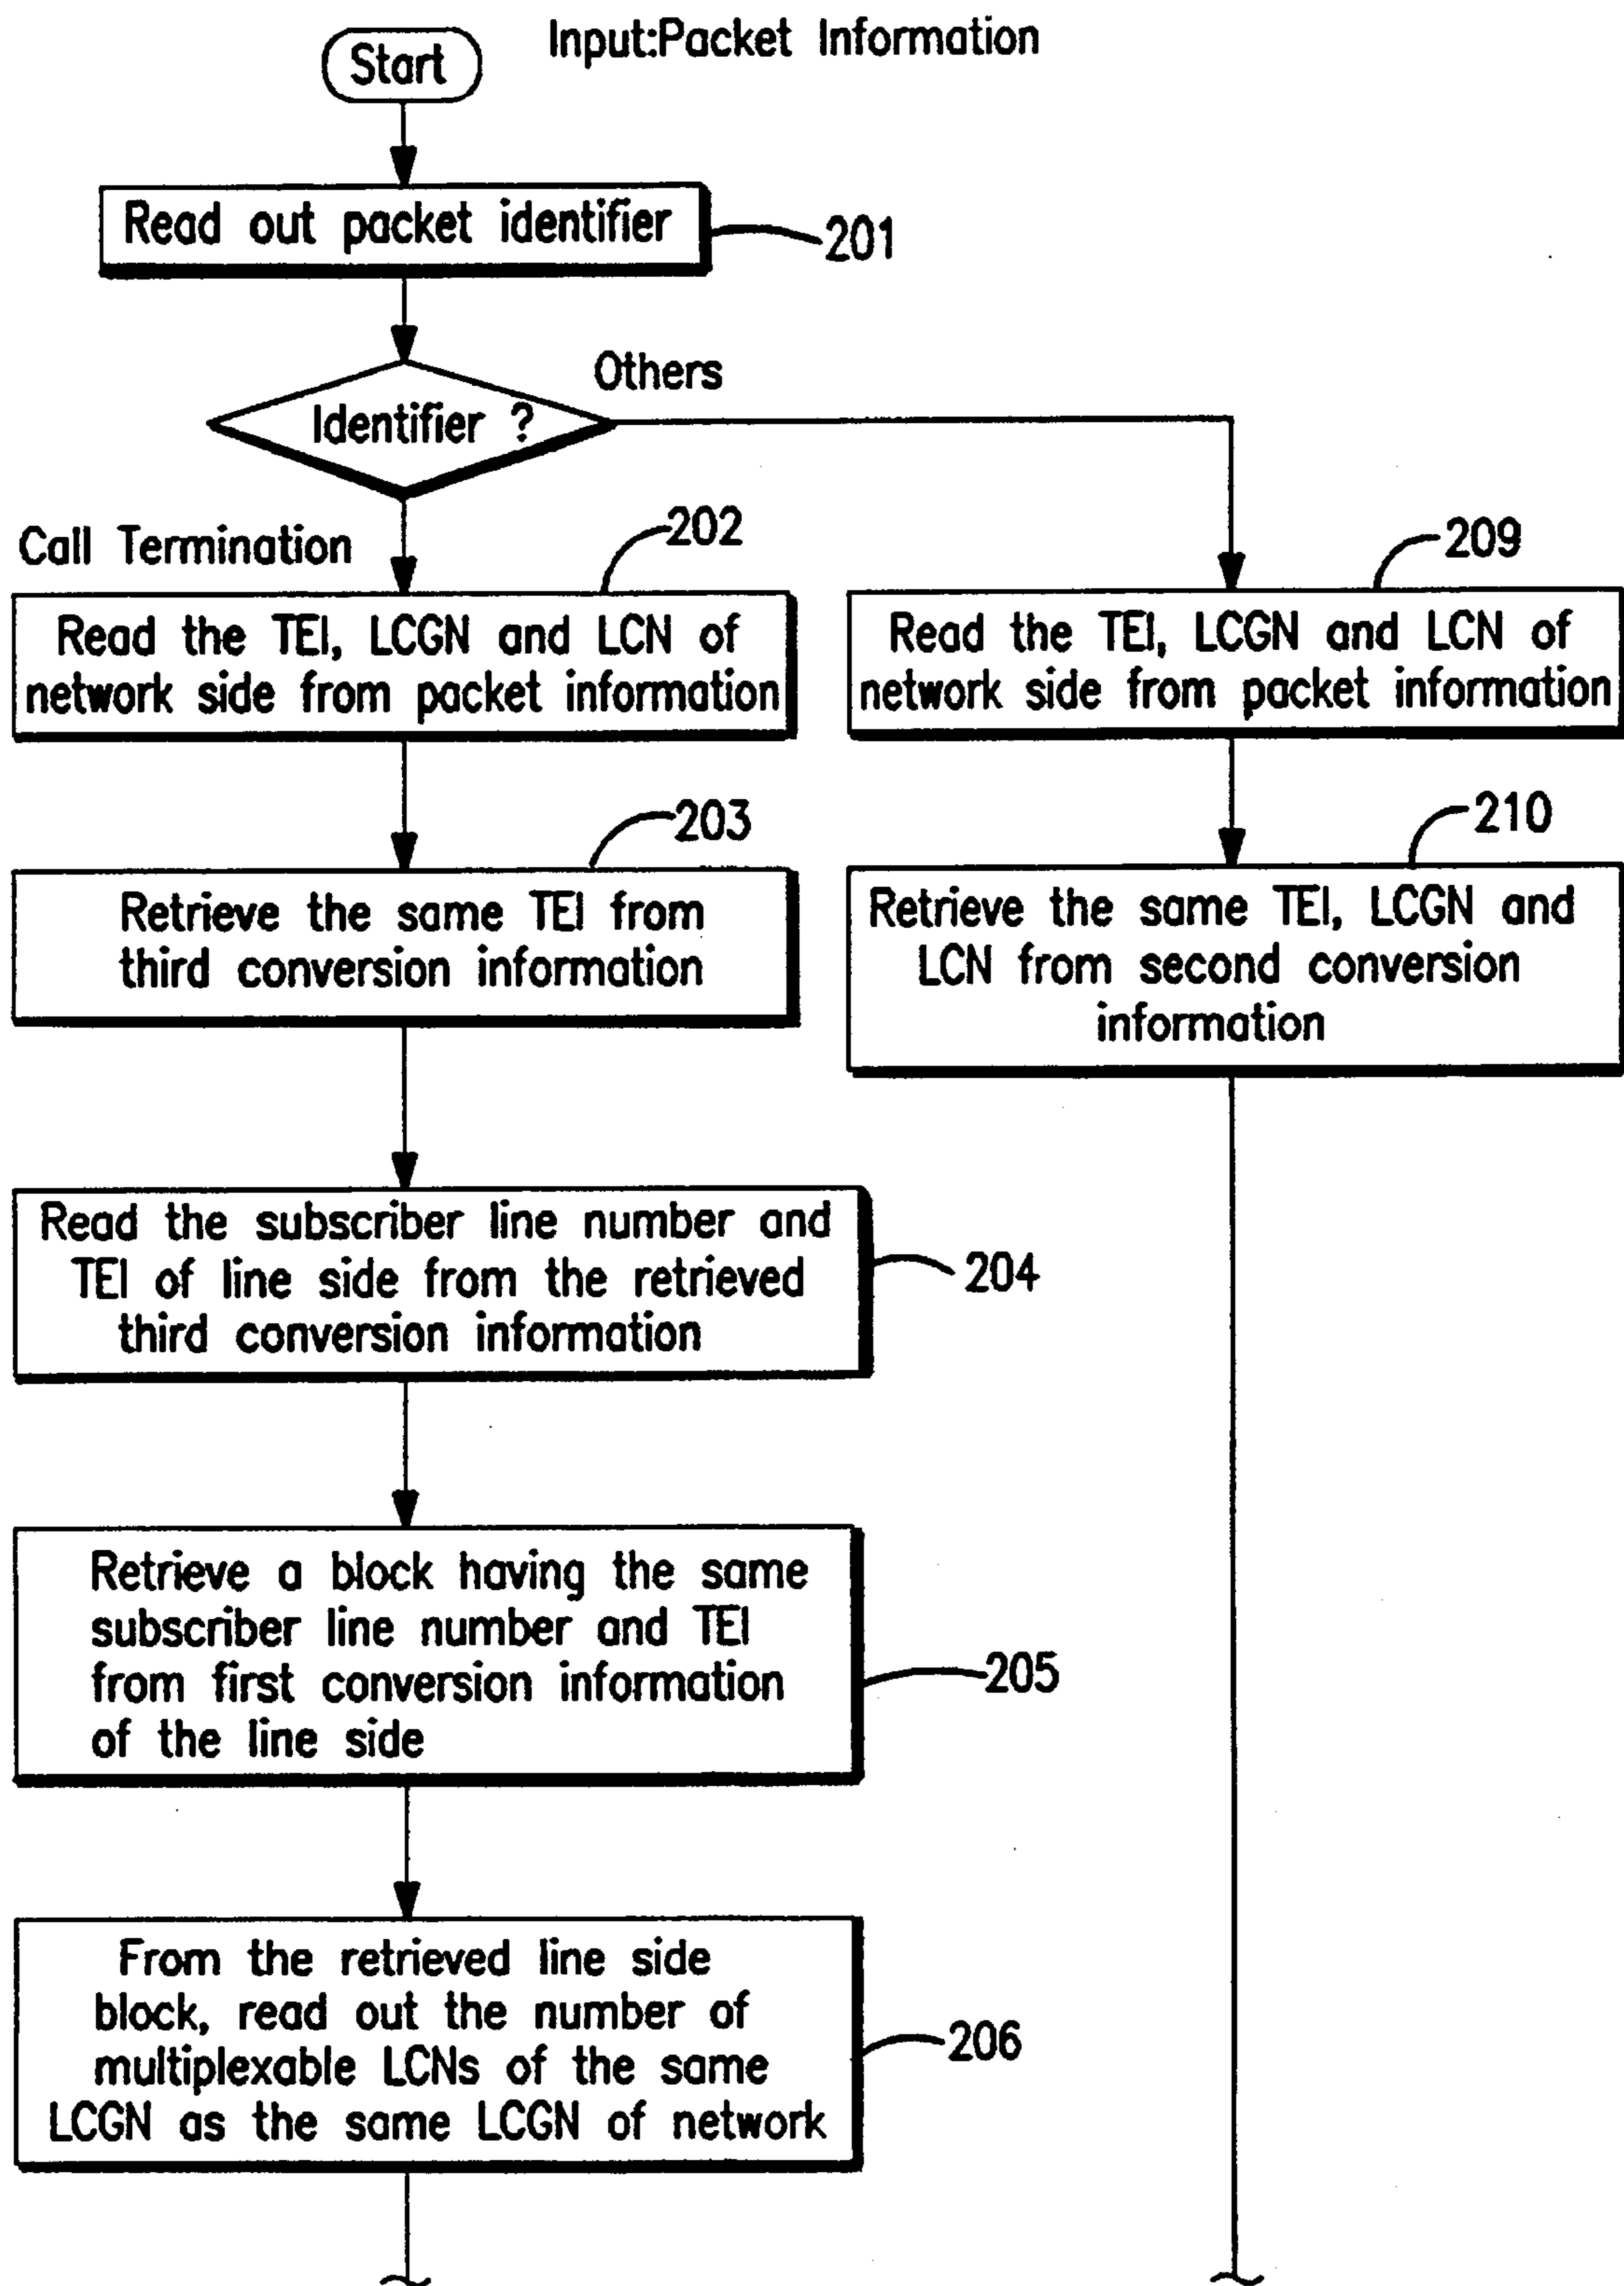 Input:Packet Information
Start
Read out packet identifier
201
Others
Identifier ?
Call Termination
202
Read the TEI, LCGN and LCN of
network side from packet information
209
Read the TEI, LCGN and LCN of
network side from packet information
203
Retrieve the same TEI from
third conversion information
210
Retrieve the same TEI, LCGN and
LCN from second conversion
information
Read the subscriber line number and
TEI of line side from the retrieved
third conversion information
204
Retrieve a block having the same
subscriber line number and TEI
from first conversion information
of the line side
205
From the retrieved line side
block, read out the number of
multiplexable LCNs of the same
LCGN as the same LCGN of network
206